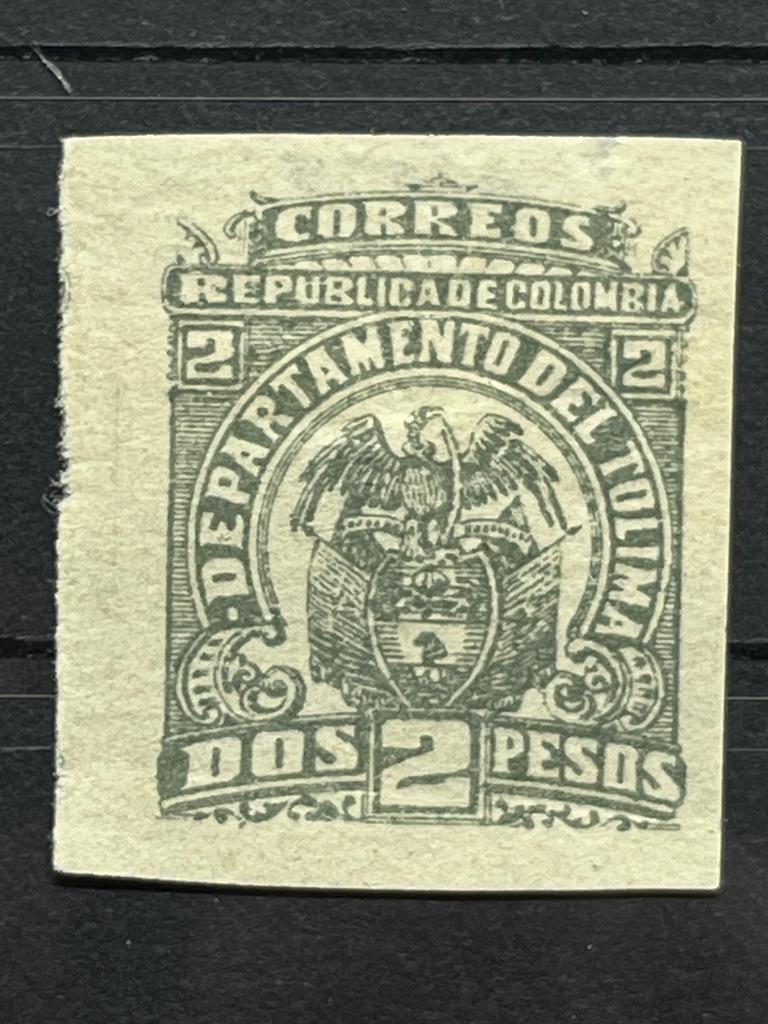 CORREOS
REPUBLICA DE COLOMBIA
2 2
DEPARTAMENTO DEL TOLIMA
DOS 2 PESOS